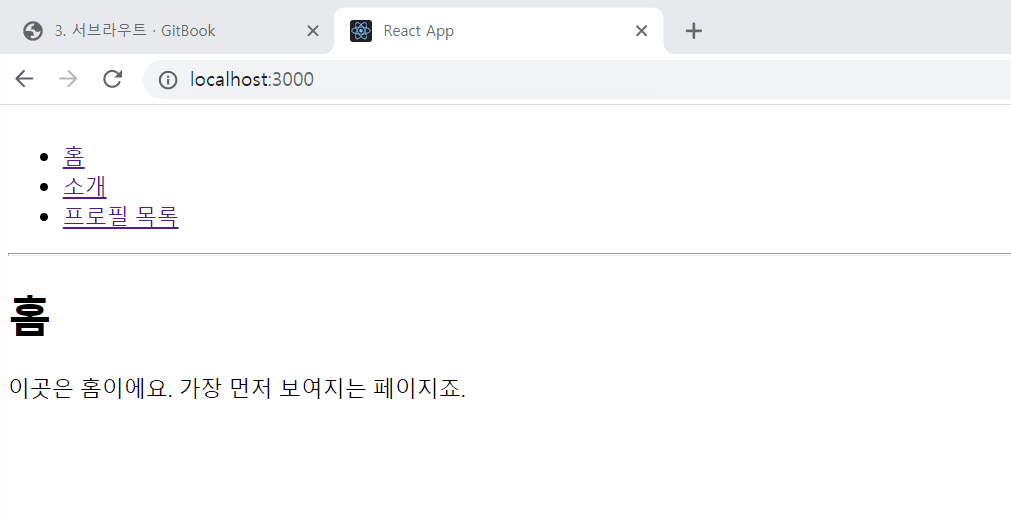 3. 서브라우트 · GitBook
React App
localhost:3000
홈
소개
프로필 목록
홈
이곳은 홈이에요. 가장 먼저 보여지는 페이지죠.